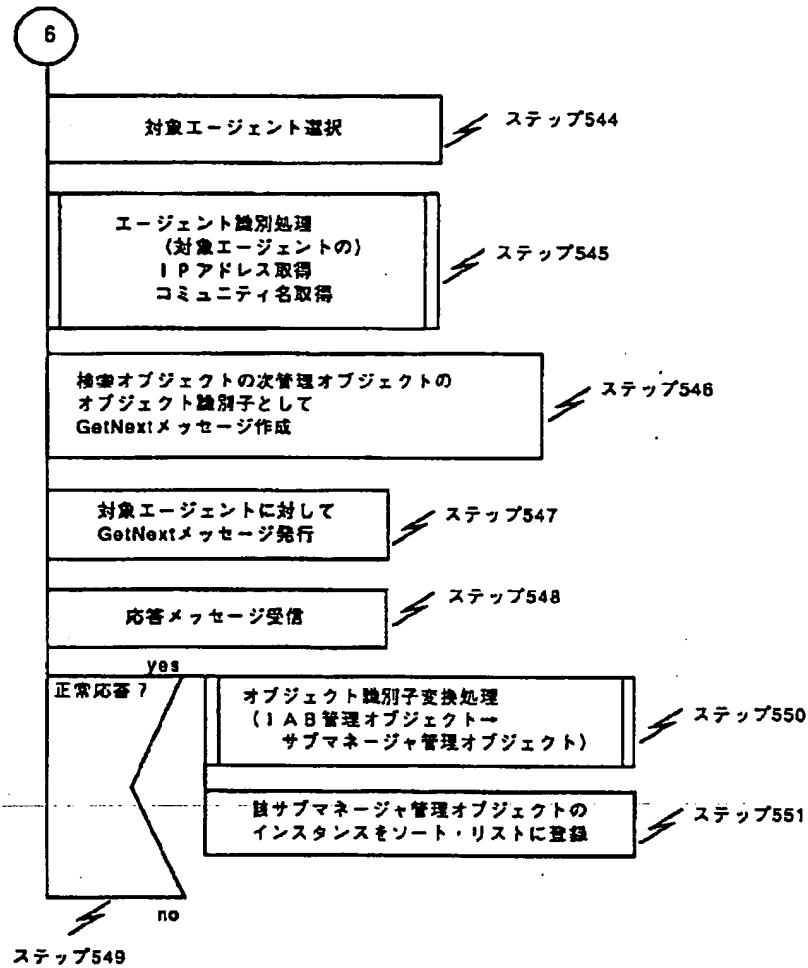 6
対象エージェント選択
ステップ544
エージェント識別処理
(対象エージェントの)
IPアドレス取得
コミュニティ名取得
ステップ545
検索オブジェクトの次管理オブジェクトの
オブジェクト識別子として
GetNextメッセージ作成
ステップ546
対象エージェントに対して
GetNextメッセージ発行
ステップ547
応答メッセージ受信
ステップ548
yes
正常応答?
オブジェクト識別子変換処理
(IAB管理オブジェクト→
サブマネージャ管理オブジェクト)
ステップ550
該サブマネージャ管理オブジェクトの
インスタンスをソート・リストに登録
ステップ551
no
ステップ549